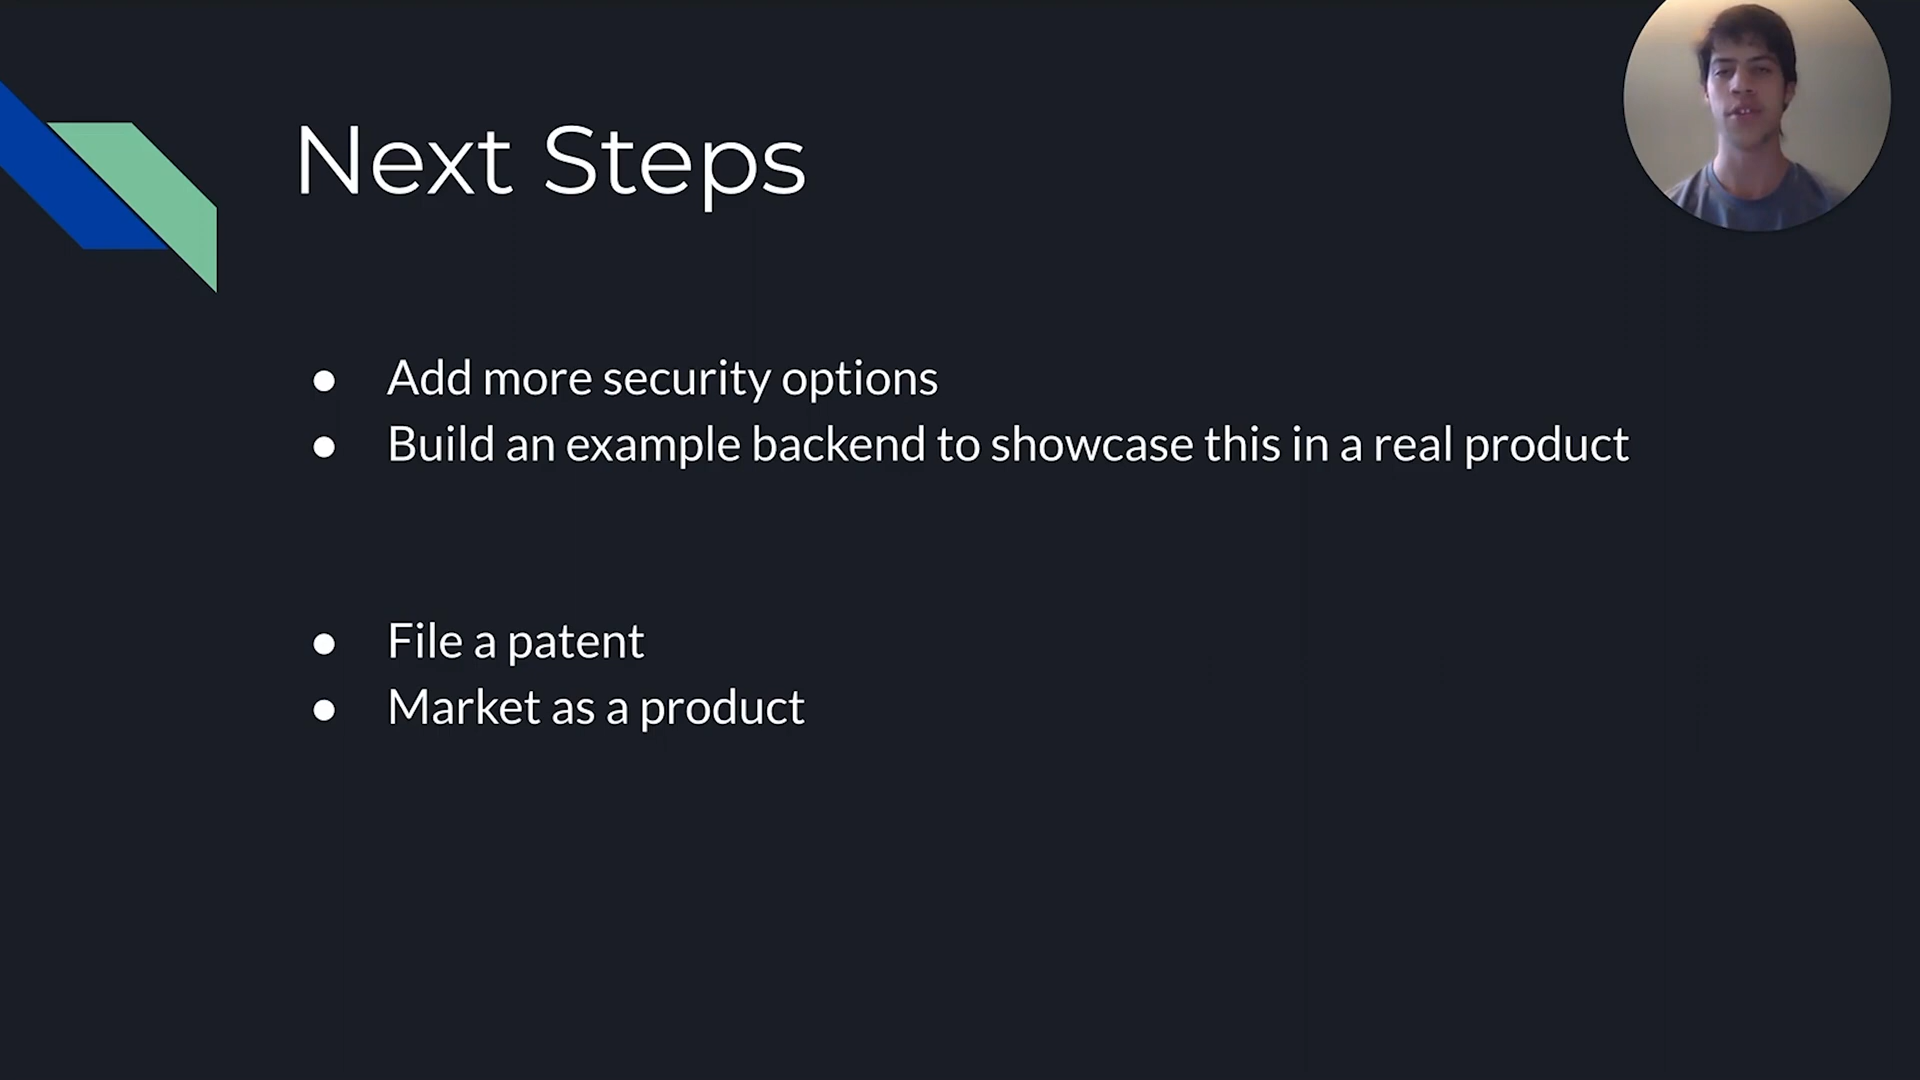 Next Steps
● Add more security options
● Build an example backend to showcase this in a real product
● File a patent
● Market as a product